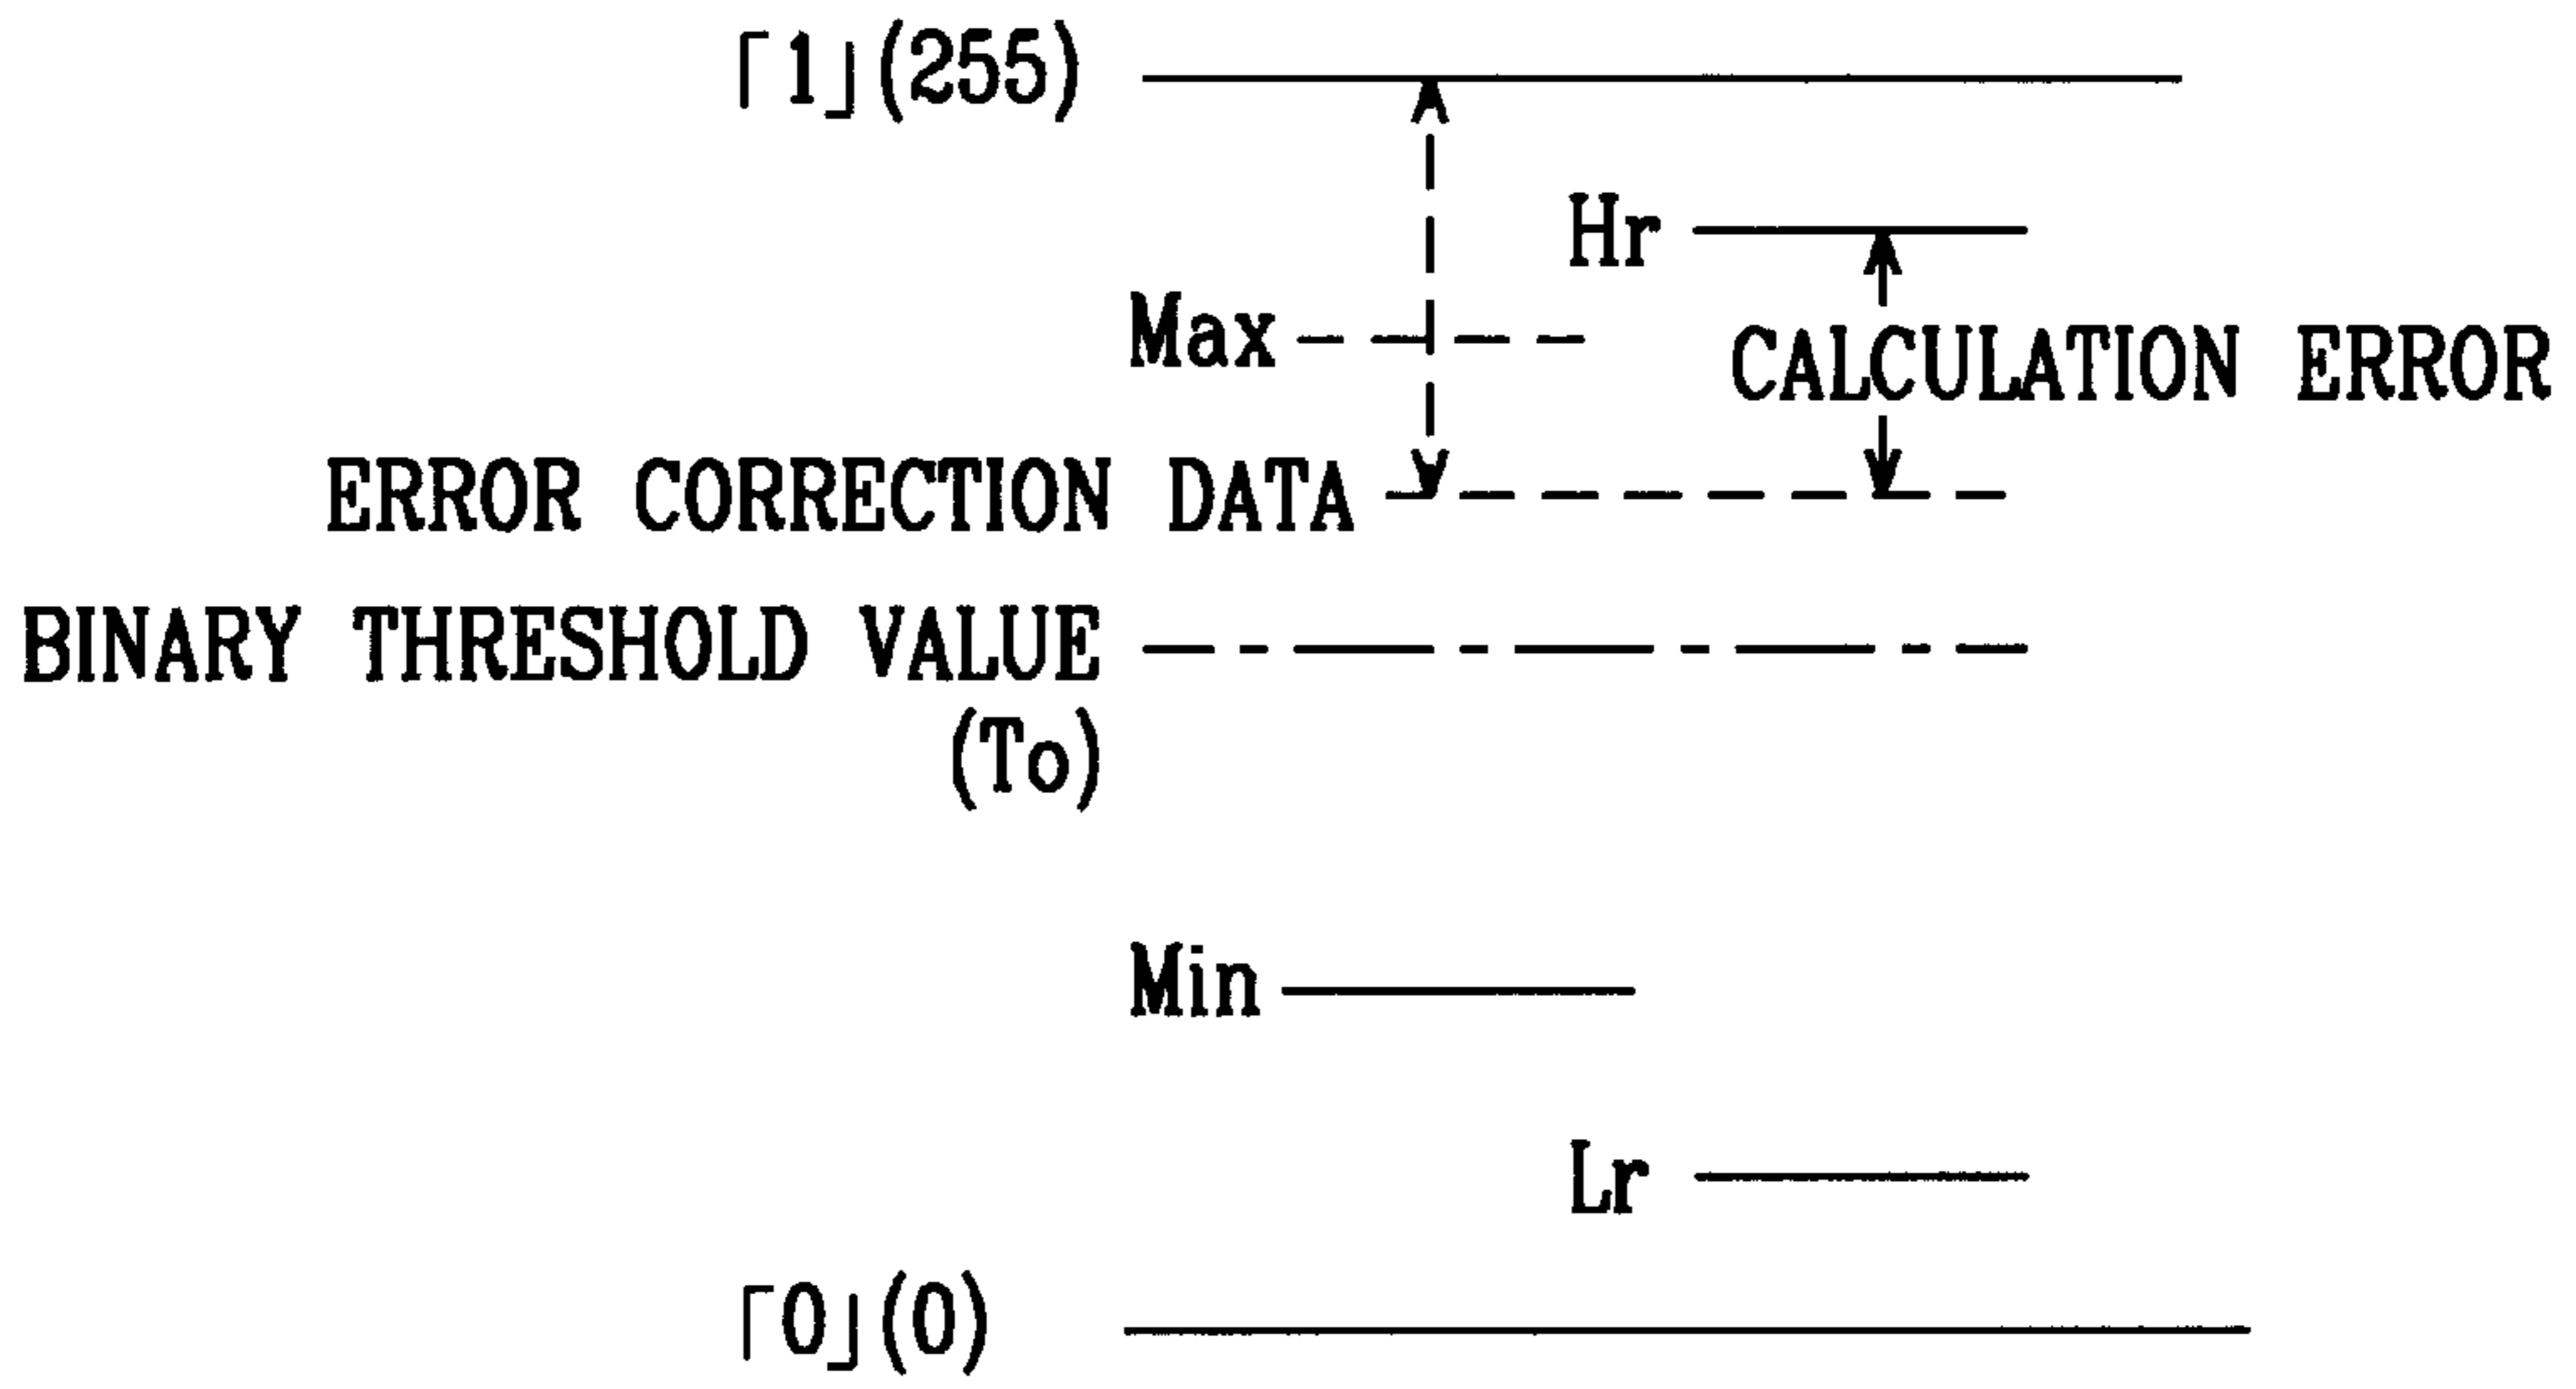 「1」(255)
Hr
Max
CALCULATION ERROR
ERROR CORRECTION DATA
BINARY THRESHOLD VALUE
(To)
Min
Lr
「0」(0)